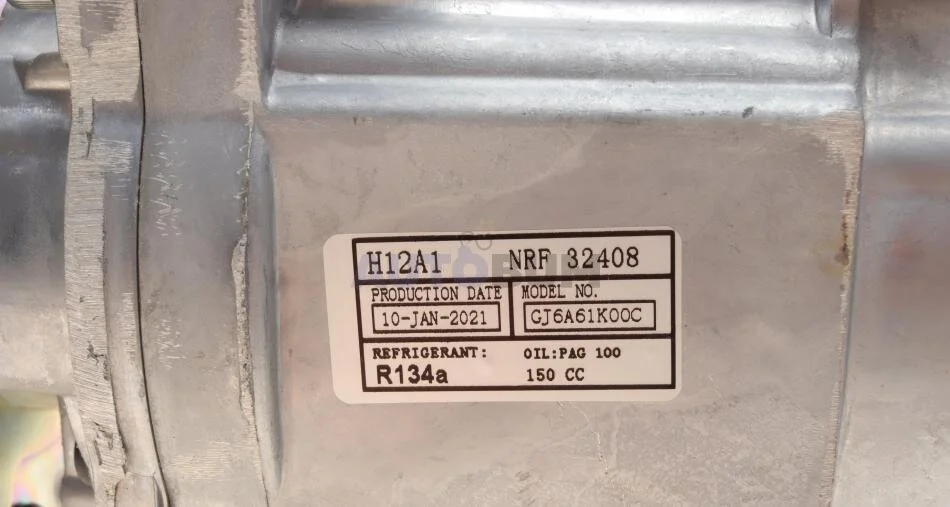 H12A1 NRF 32408
PRODUCTION DATE MODEL NO.
10-JAN-2021 GJ6A61K00C
REFRIGERANT: OIL:PAG 100
R134a 150 CC